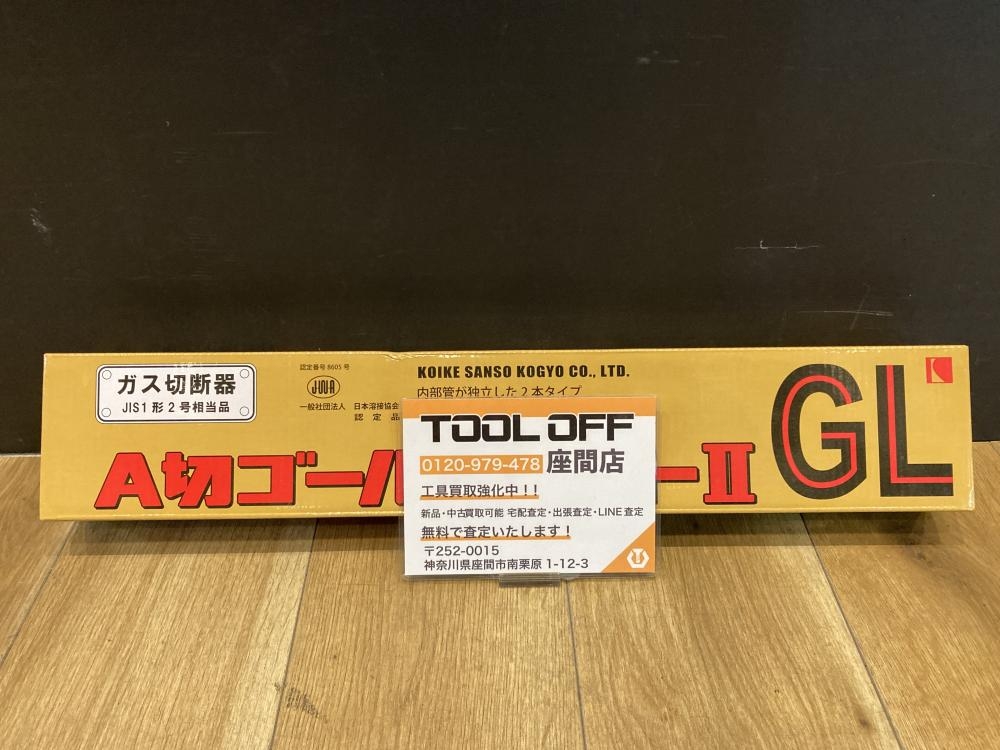 ガス切断器
JIS1形2号相当品
認定番号8605号
JWA
一般社団法人 日本溶接協会
認定品
KOIKE SANSO KOGYO CO., LTD.
内部管が独立した2本タイプ
A切ゴール
ーII
GL
TOOL OFF
0120-979-478 座間店
工具買取強化中!!
新品・中古買取可能 宅配査定・出張査定・LINE査定
無料で査定いたします!
〒252-0015
神奈川県座間市南栗原1-12-3